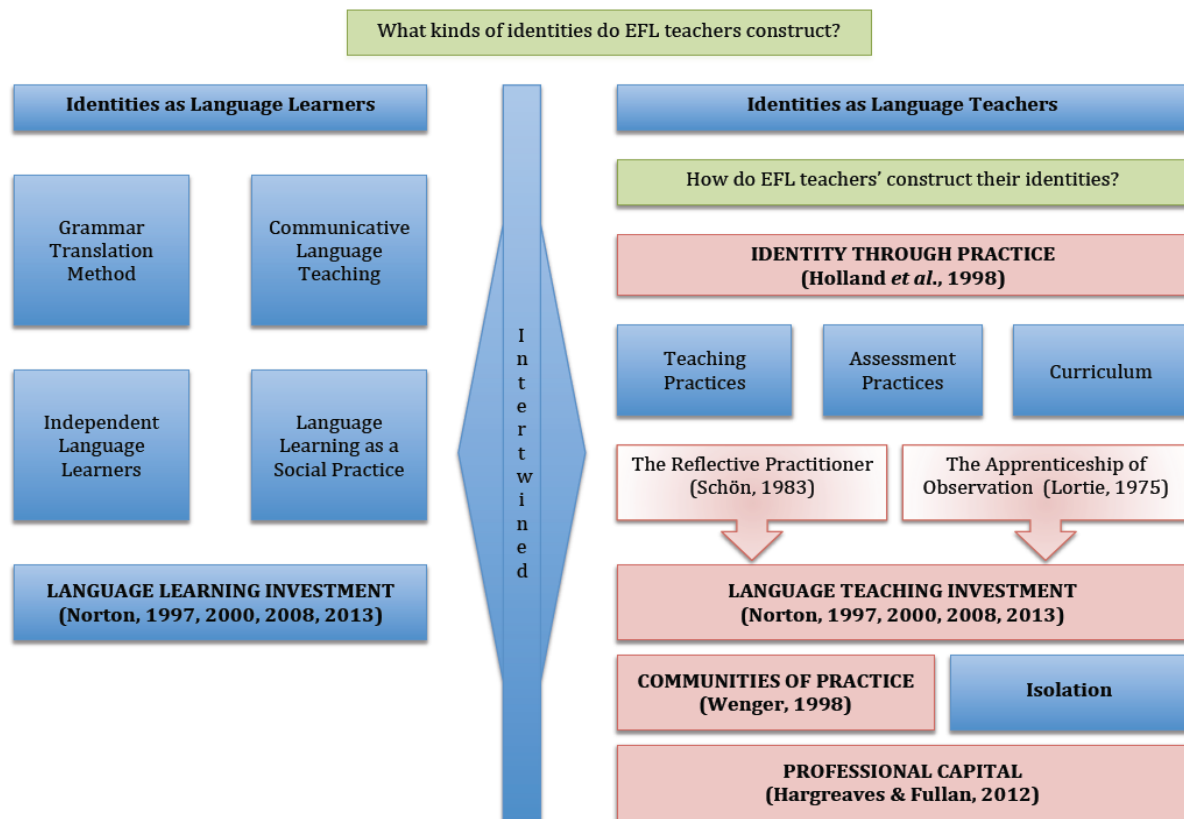 What kinds of identities do EFL teachers construct?
Identities as Language Learners
Grammar
Translation
Method
Communicative
Language
Teaching
Independent
Language
Learners
Language
Learning as a
Social Practice
LANGUAGE LEARNING INVESTMENT
(Norton, 1997, 2000, 2008, 2013)
Intertwined
Identities as Language Teachers
How do EFL teachers’ construct their identities?
IDENTITY THROUGH PRACTICE
(Holland et al., 1998)
Teaching
Practices
Assessment
Practices
Curriculum
The Reflective Practitioner
(Schön, 1983)
The Apprenticeship of
Observation (Lortie, 1975)
LANGUAGE TEACHING INVESTMENT
(Norton, 1997, 2000, 2008, 2013)
COMMUNITIES OF PRACTICE
(Wenger, 1998)
Isolation
PROFESSIONAL CAPITAL
(Hargreaves & Fullan, 2012)